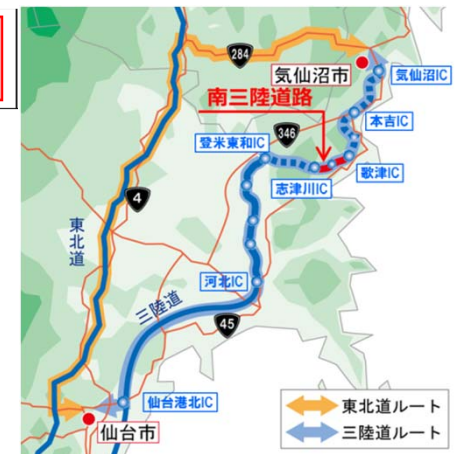 284
気仙沼市
気仙沼IC
南三陸道路
本吉IC
346
登米東和IC
歌津IC
志津川IC
4
東北道
河北IC
三陸道
45
仙台港北IC
仙台市
東北道ルート
三陸道ルート